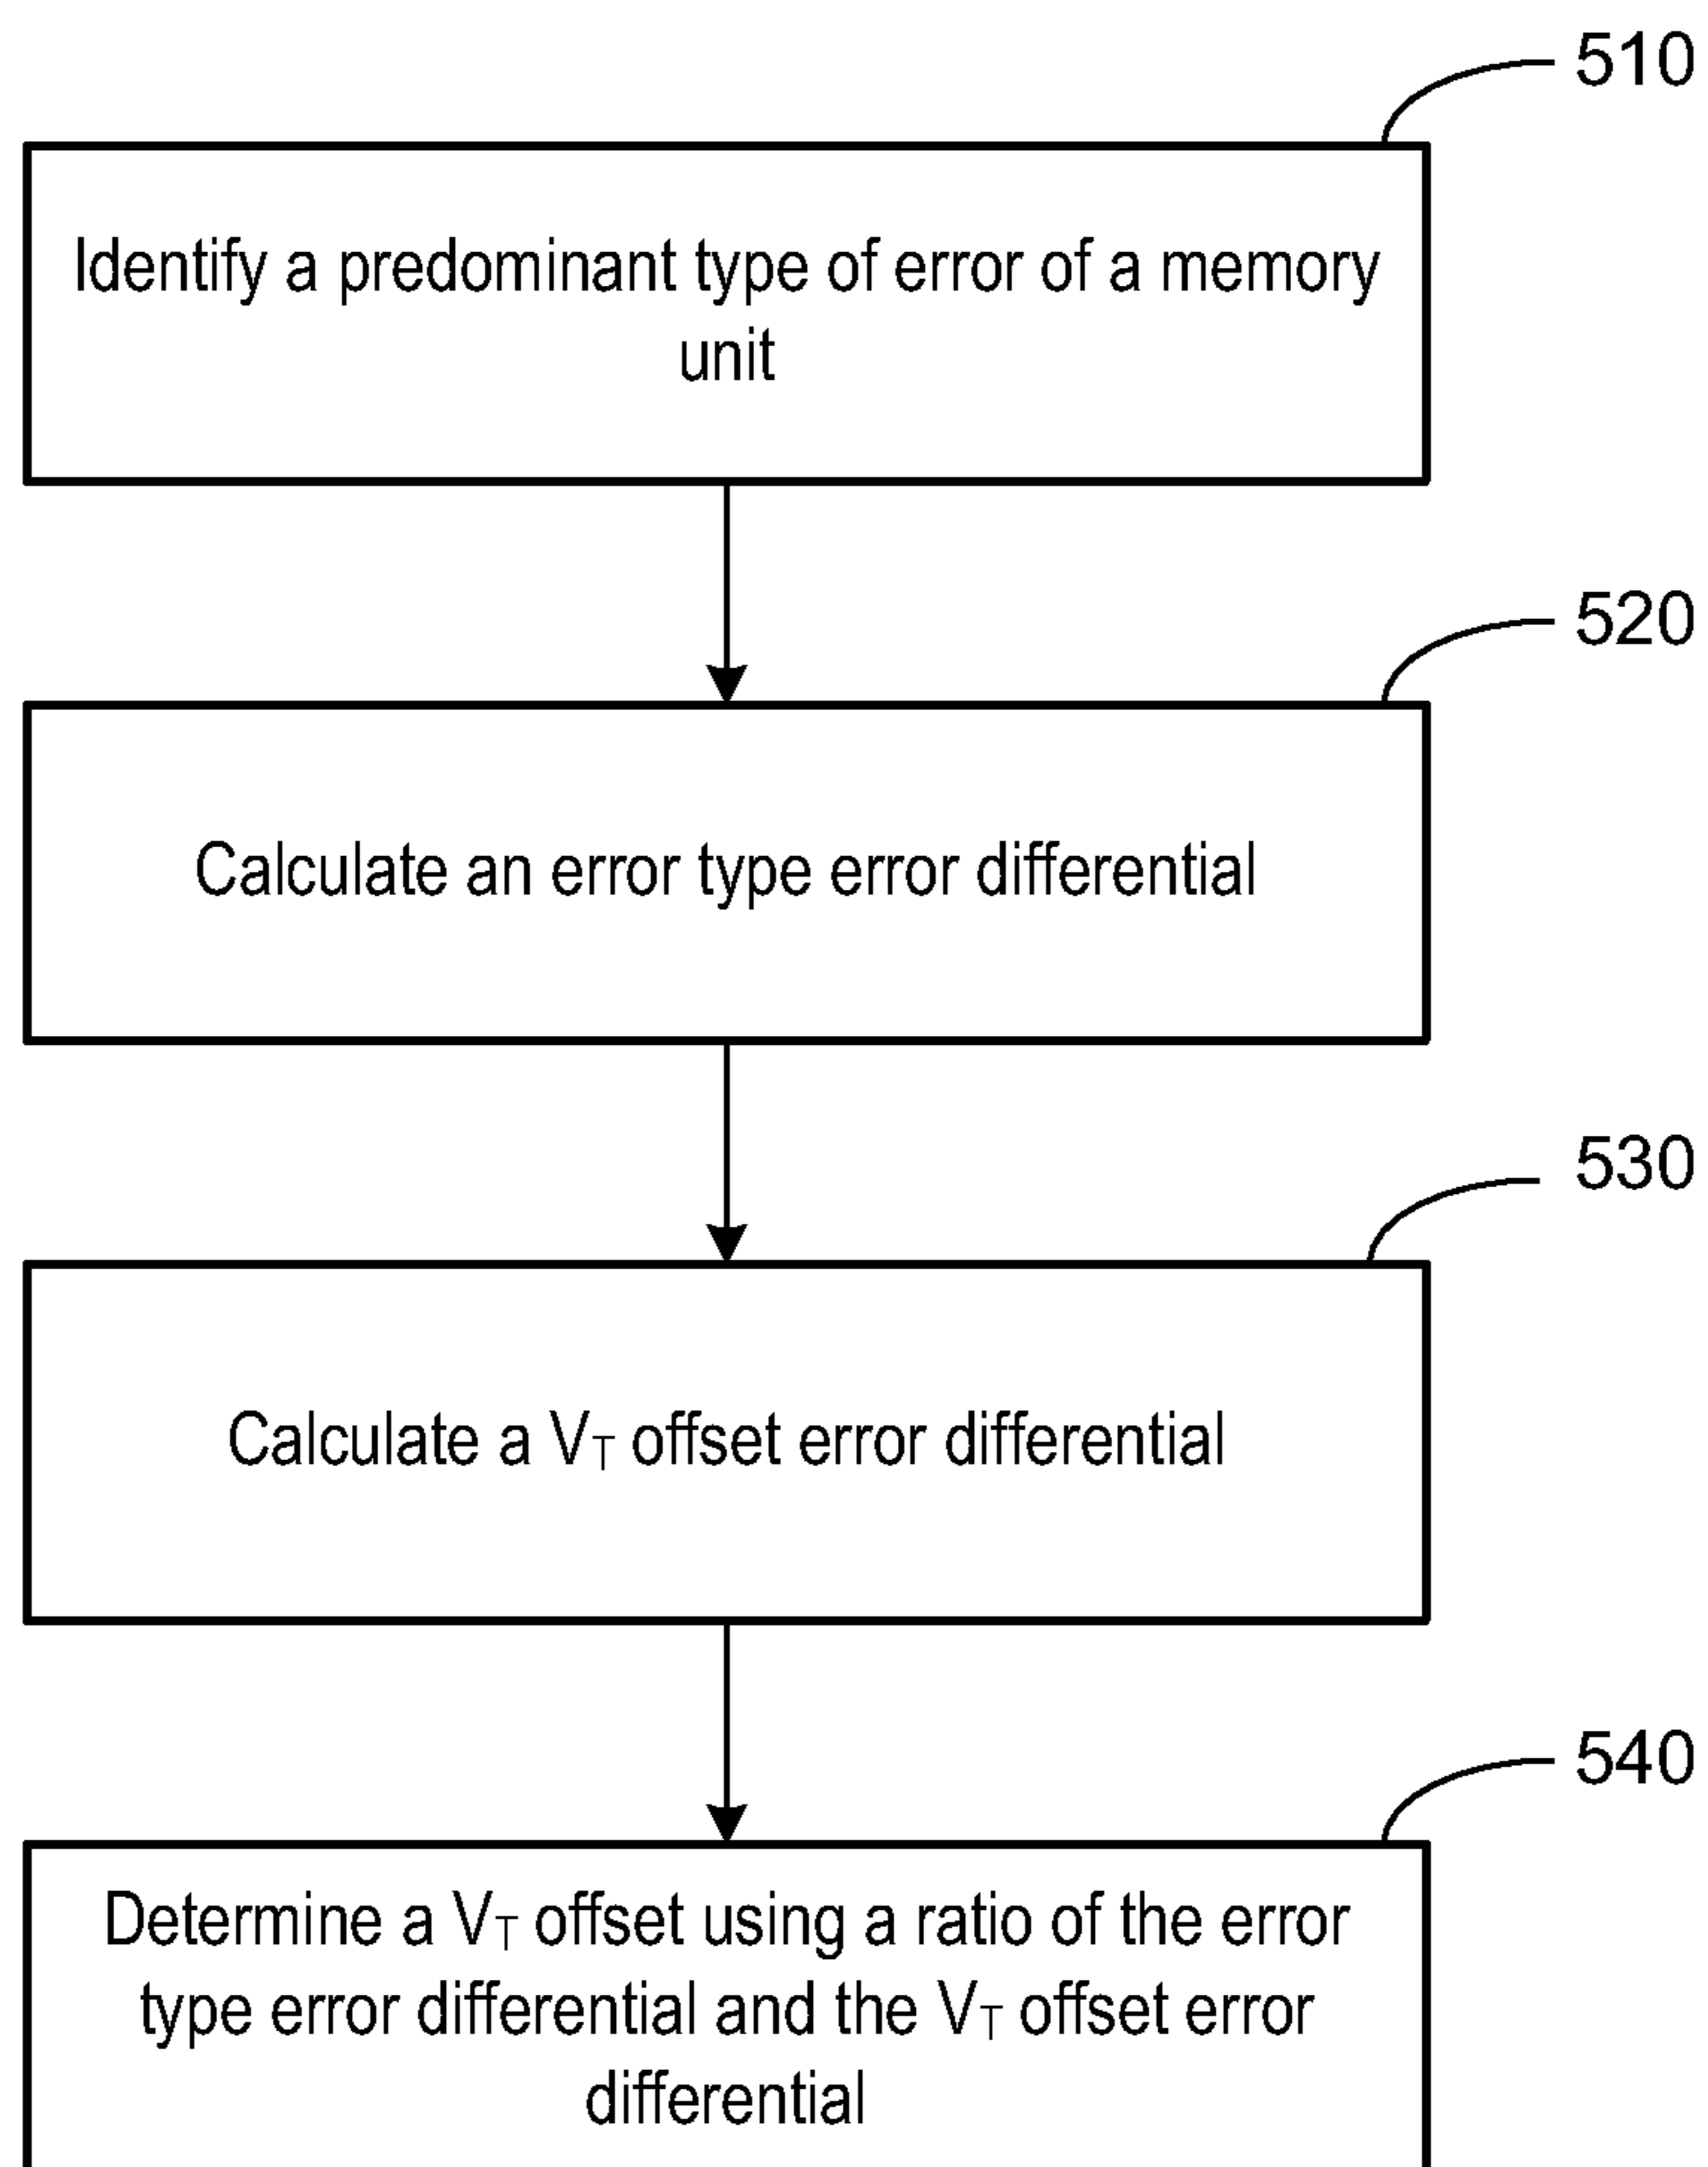 510
Identify a predominant type of error of a memory
unit
520
Calculate an error type error differential
530
Calculate a VT offset error differential
540
Determine a VT offset using a ratio of the error
type error differential and the VT offset error
differential